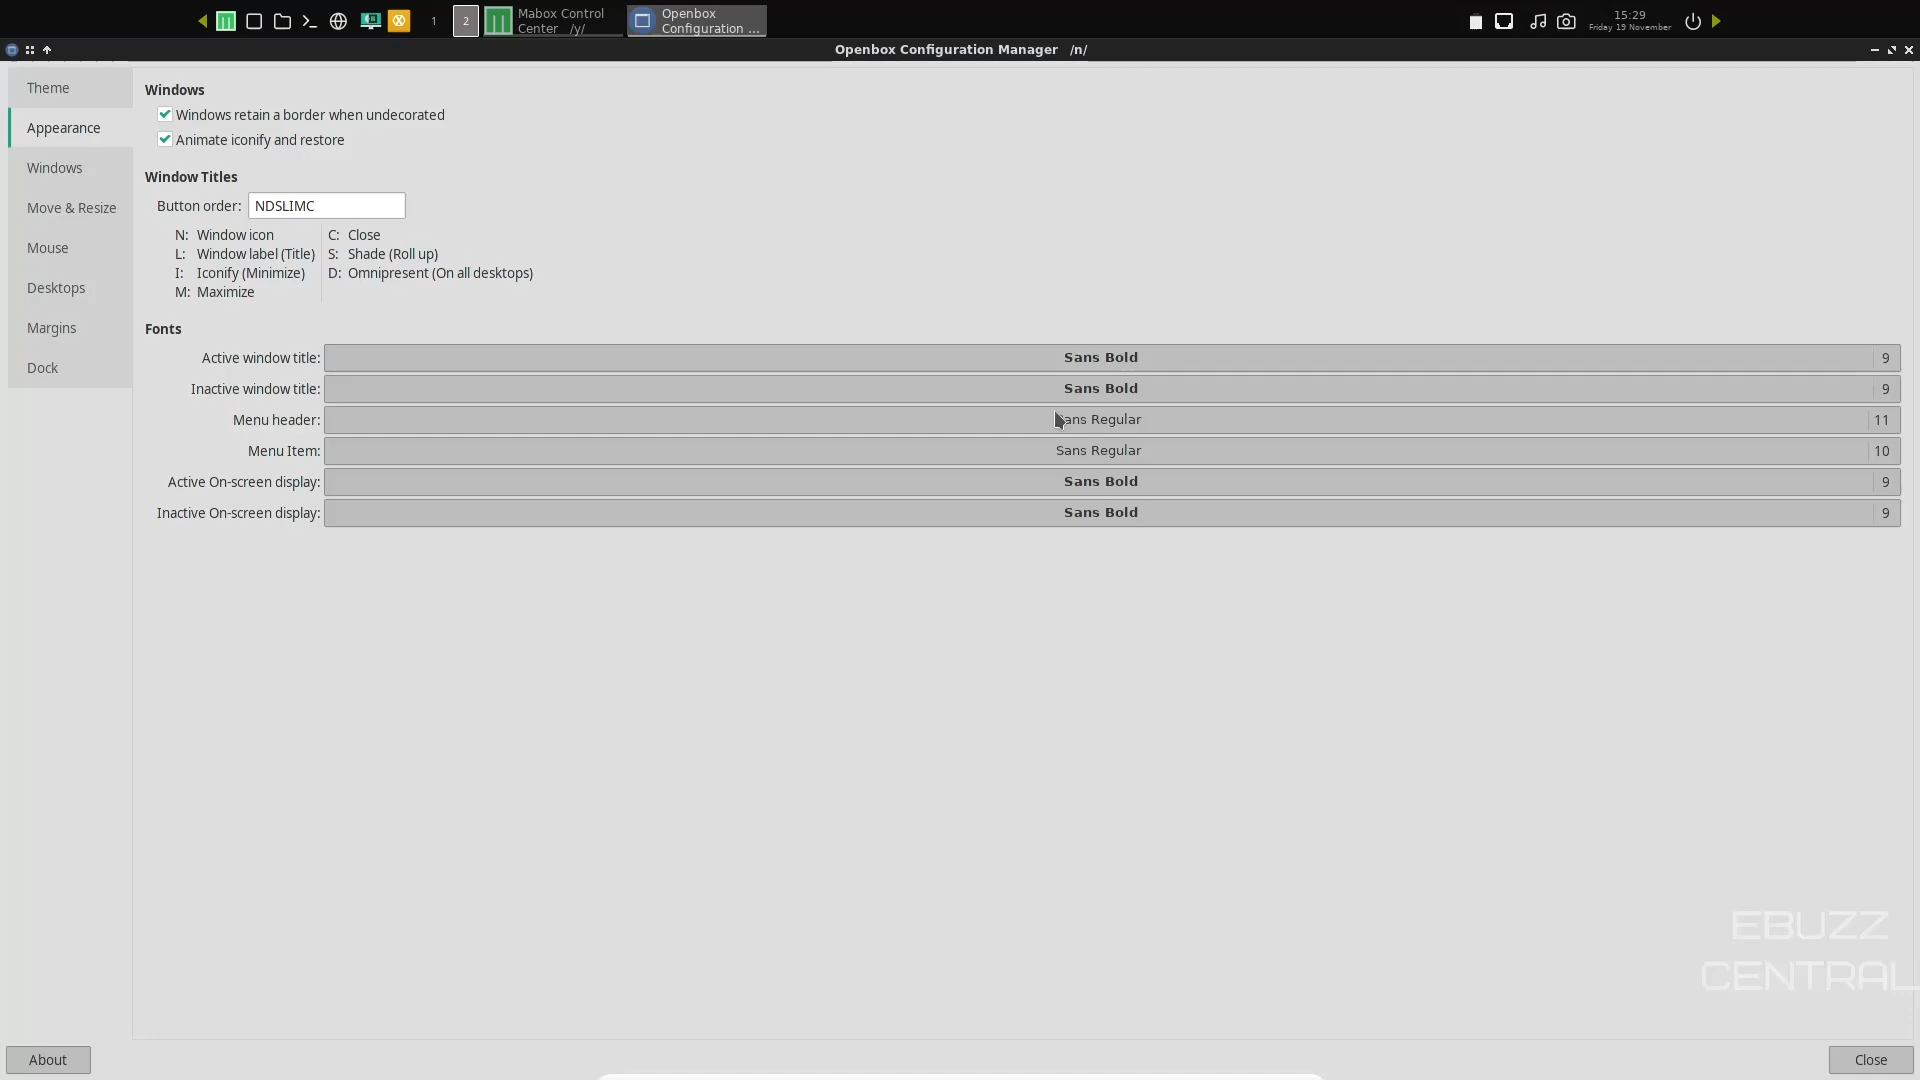 1
2
Mabox Control
Center /y/
Openbox
Configuration ...
15:29
Friday 19 November
Openbox Configuration Manager /n/
Theme
Appearance
Windows
Move & Resize
Mouse
Desktops
Margins
Dock
Windows
Windows retain a border when undecorated
Animate iconify and restore
Window Titles
Button order: NDSLIMC
N: Window icon
L: Window label (Title)
I: Iconify (Minimize)
M: Maximize
C: Close
S: Shade (Roll up)
D: Omnipresent (On all desktops)
Fonts
Active window title: Sans Bold 9
Inactive window title: Sans Bold 9
Menu header: Sans Regular 11
Menu Item: Sans Regular 10
Active On-screen display: Sans Bold 9
Inactive On-screen display: Sans Bold 9
EBUZZ
CENTRAL
About
Close